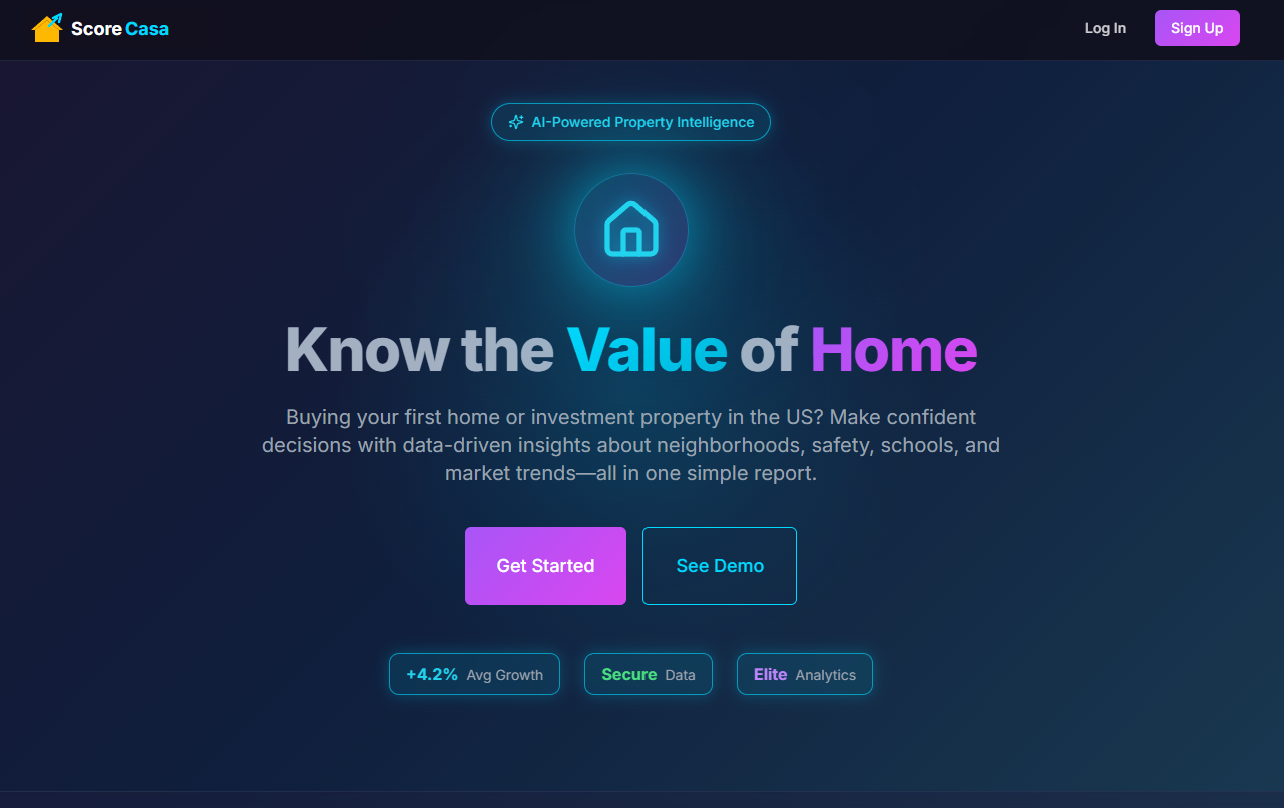 Score Casa
Log In
Sign Up
AI-Powered Property Intelligence
Know the Value of Home
Buying your first home or investment property in the US? Make confident
decisions with data-driven insights about neighborhoods, safety, schools, and
market trends—all in one simple report.
Get Started
See Demo
+4.2% Avg Growth
Secure Data
Elite Analytics